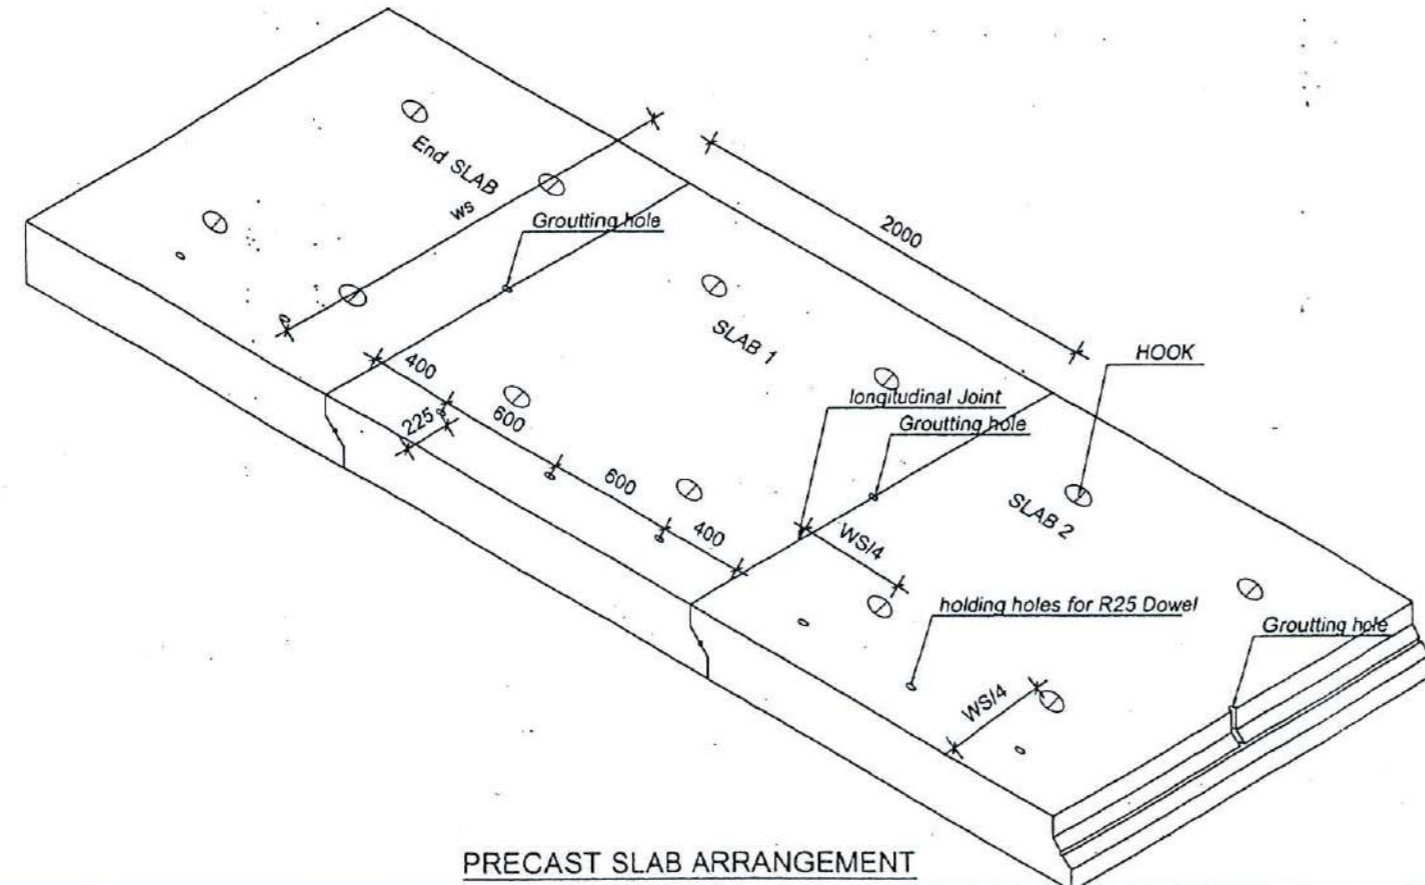 End SLAB
ws
Groutting hole
2000
SLAB 1
HOOK
400
225
600
longitudinal Joint
Groutting hole
600
SLAB 2
400
WS/4
holding holes for R25 Dowel
Groutting hole
WS/4
PRECAST SLAB ARRANGEMENT